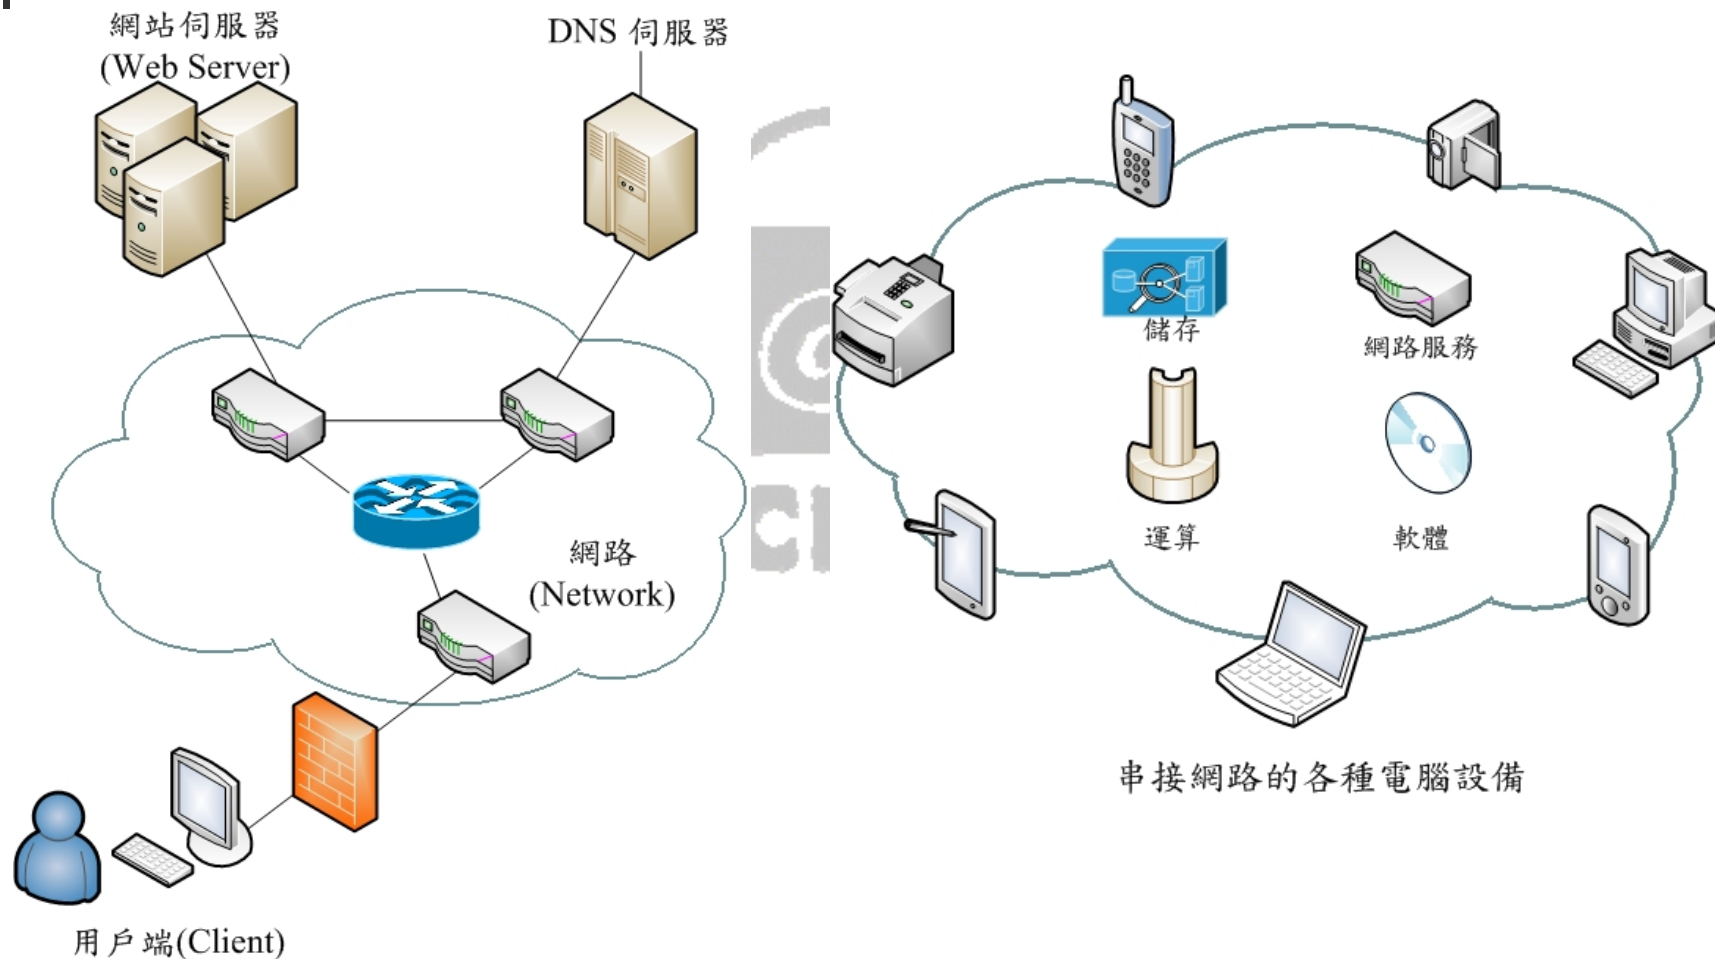 網站伺服器
(Web Server)
DNS 伺服器
網路
(Network)
用戶端(Client)
儲存
網路服務
運算
軟體
串接網路的各種電腦設備